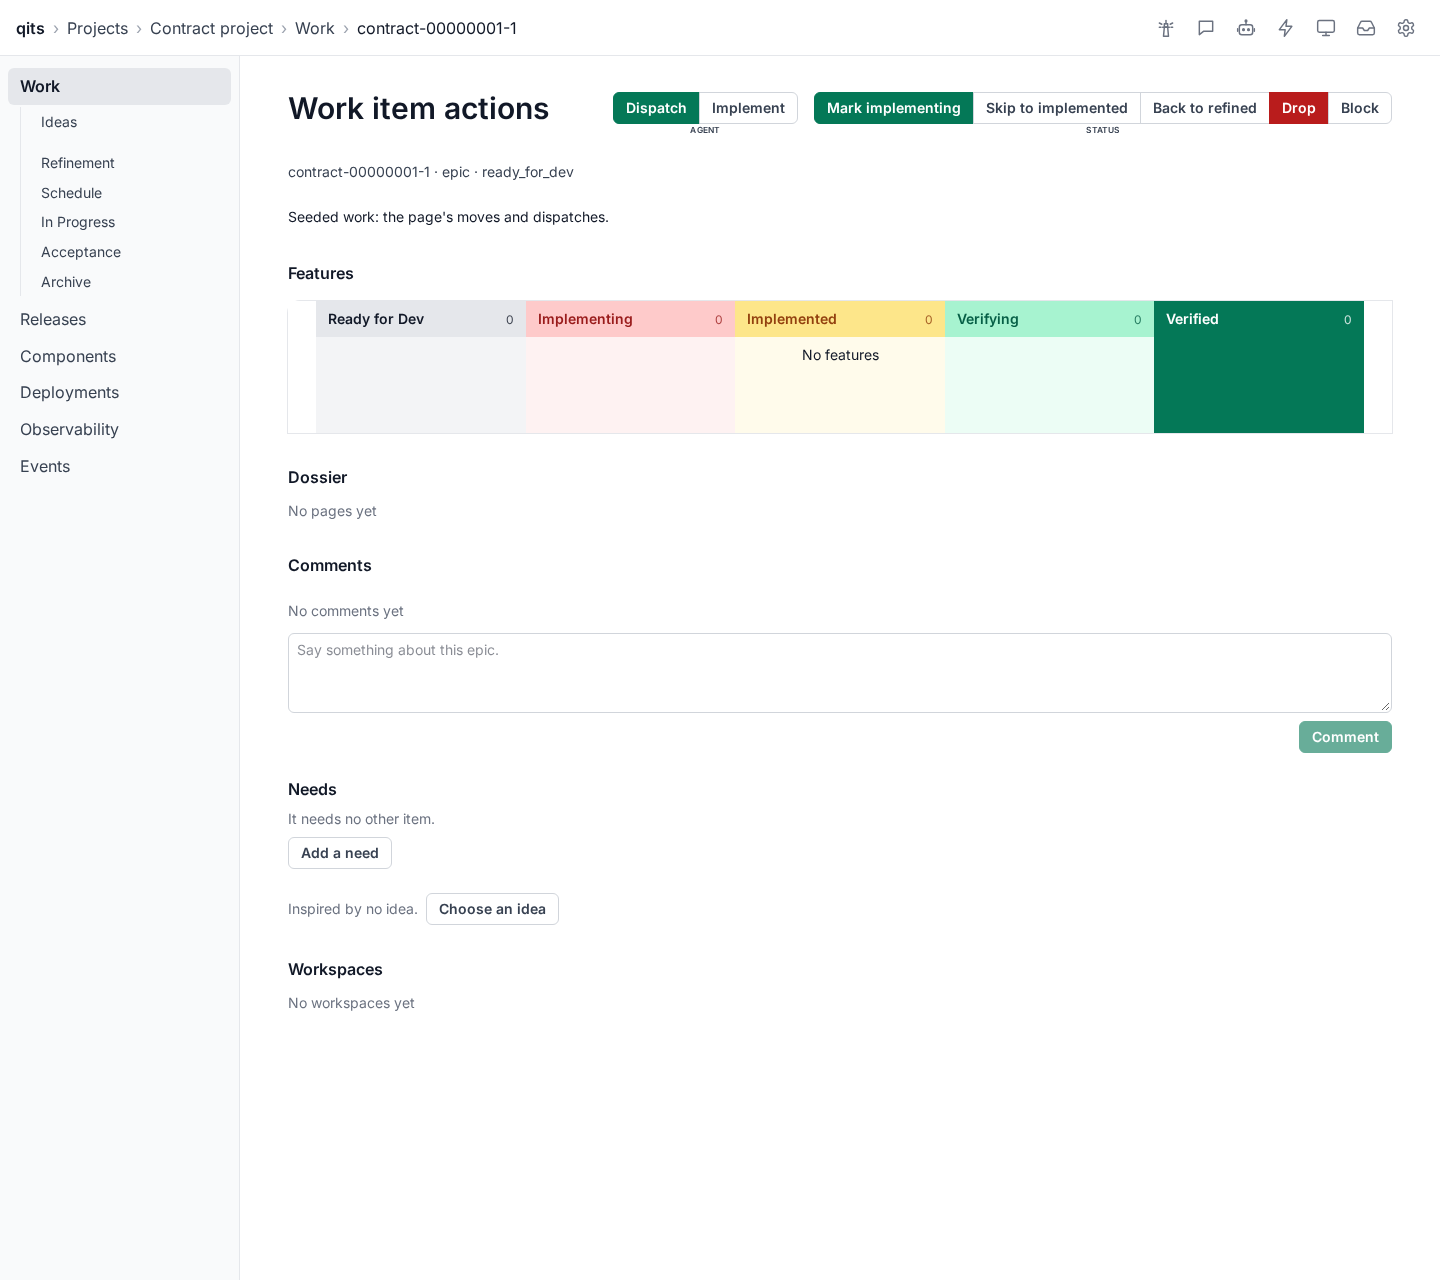 qits › Projects › Contract project › Work › contract-00000001-1
Work
Ideas
Refinement
Schedule
In Progress
Acceptance
Archive
Releases
Components
Deployments
Observability
Events
Work item actions
Dispatch Implement
AGENT
Mark implementing Skip to implemented Back to refined Drop Block
STATUS
contract-00000001-1 · epic · ready_for_dev
Seeded work: the page's moves and dispatches.
Features
Ready for Dev 0 Implementing 0 Implemented 0 Verifying 0 Verified 0
No features
Dossier
No pages yet
Comments
No comments yet
Say something about this epic.
Comment
Needs
It needs no other item.
Add a need
Inspired by no idea. Choose an idea
Workspaces
No workspaces yet